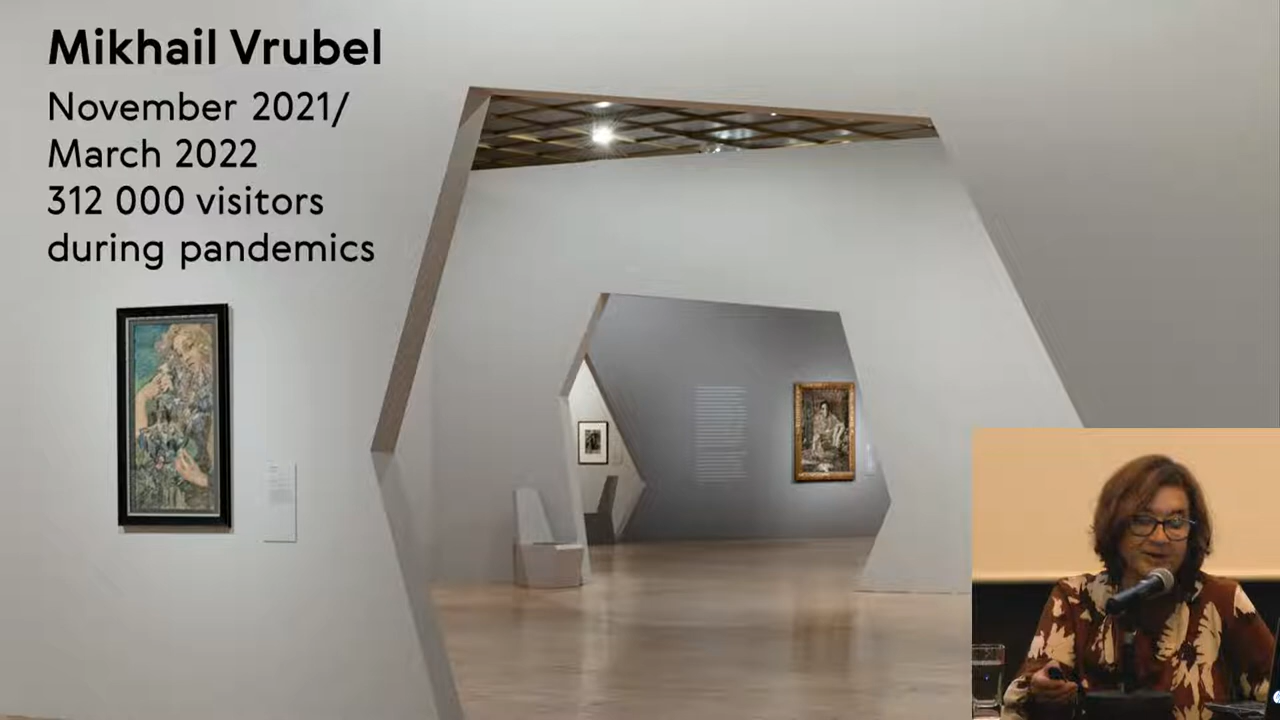 Mikhail Vrubel
November 2021/
March 2022
312 000 visitors
during pandemics